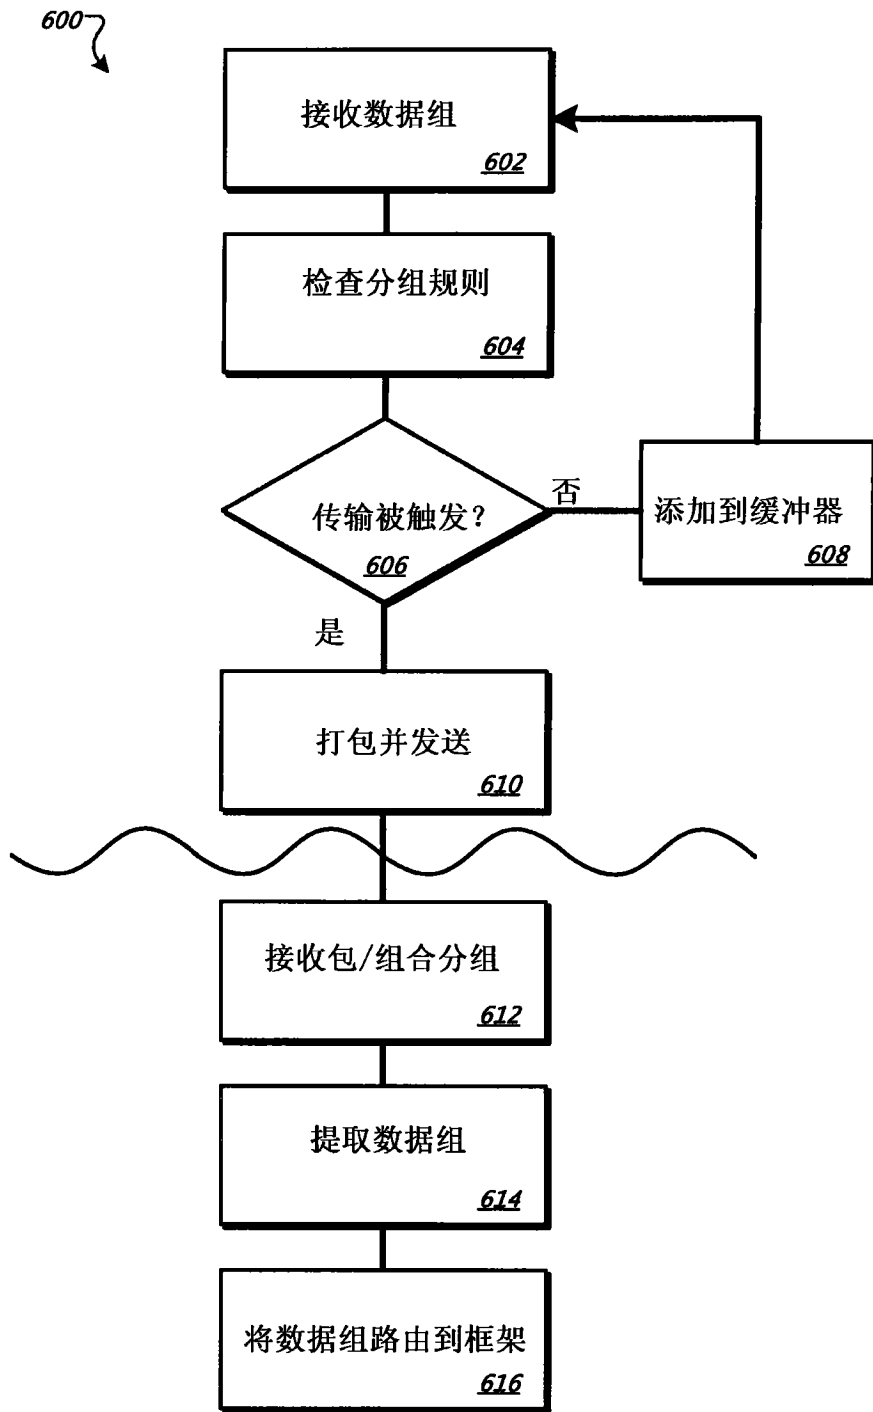 600
接收数据组
602
检查分组规则
604
传输被触发?
606
否
添加到缓冲器
608
是
打包并发送
610
接收包/组合分组
612
提取数据组
614
将数据组路由到框架
616